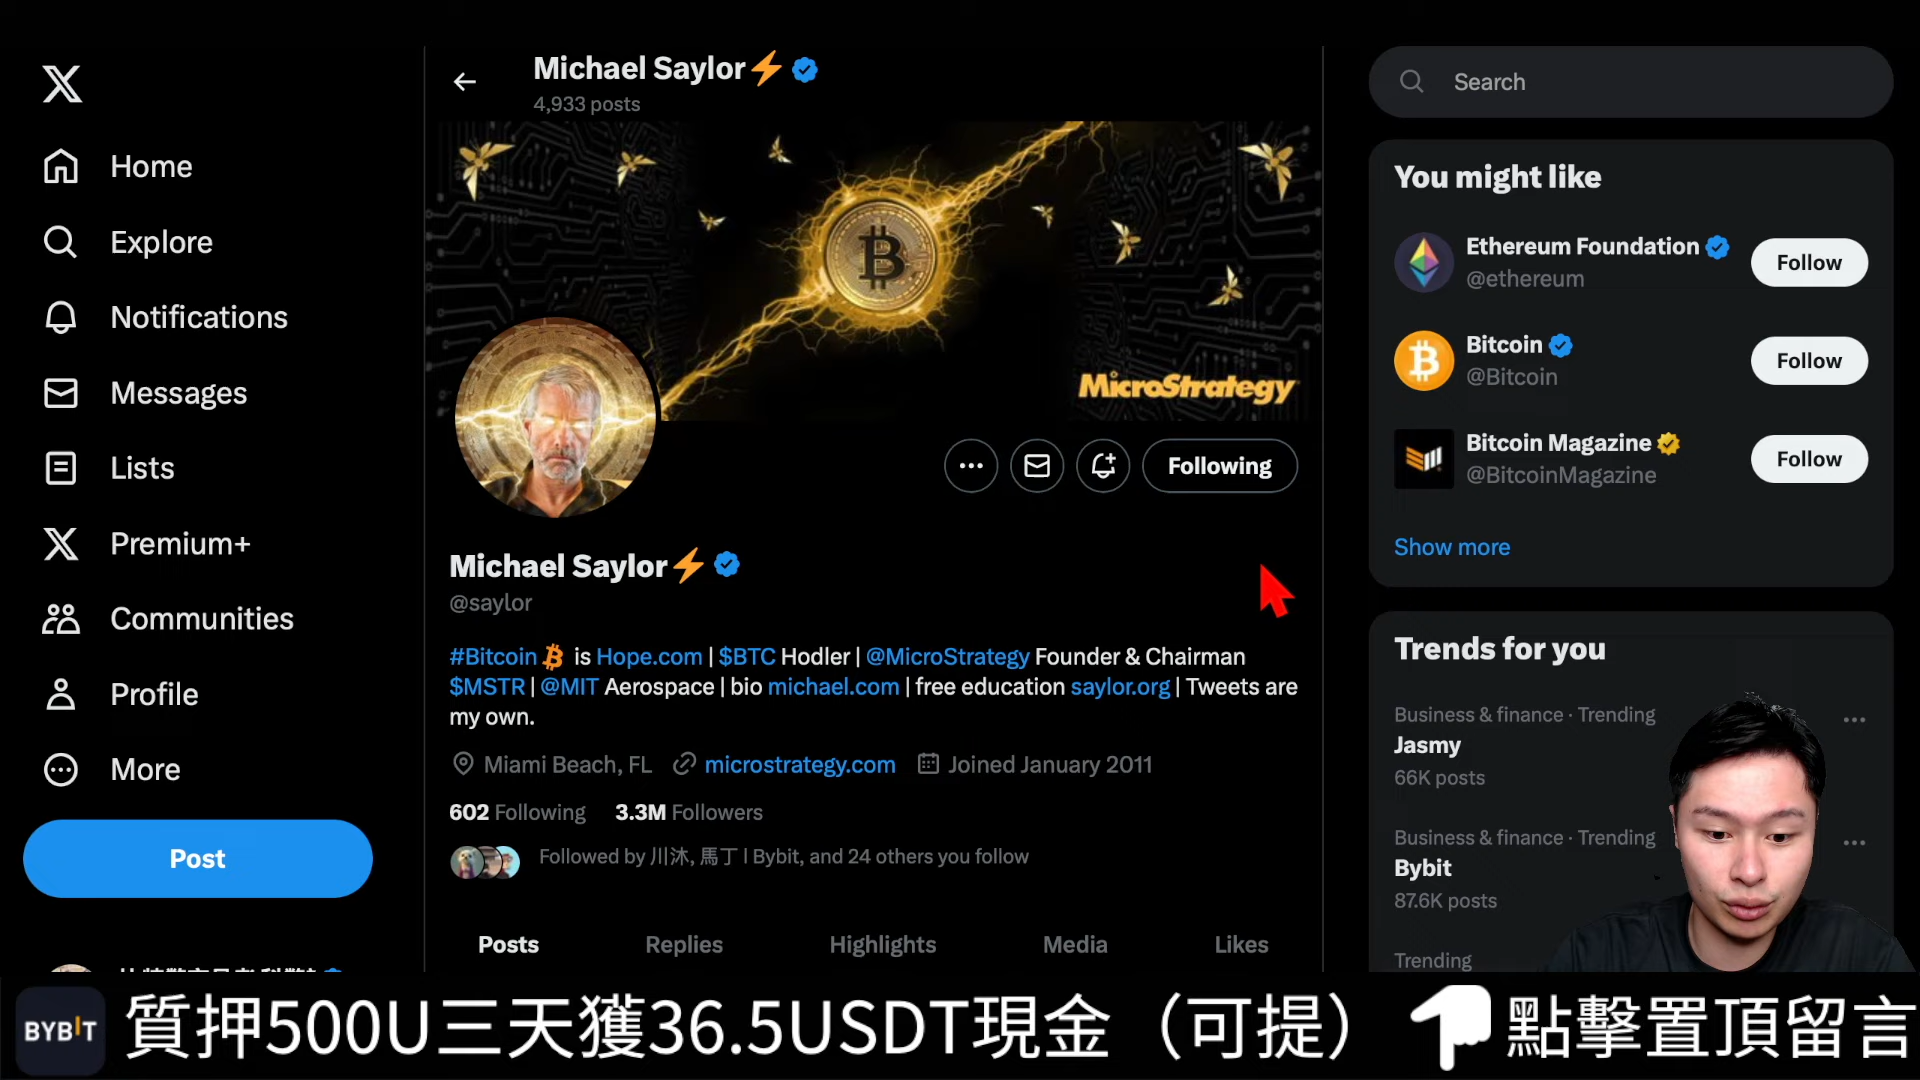 Home
Explore
Notifications
Messages
Lists
Premium+
Communities
Profile
More
Post
Michael Saylor⚡
4,933 posts
MicroStrategy
Following
Michael Saylor⚡
@saylor
#Bitcoin is Hope.com | $BTC Hodler | @MicroStrategy Founder & Chairman
$MSTR | @MIT Aerospace | bio michael.com | free education saylor.org | Tweets are
my own.
Miami Beach, FL microstrategy.com Joined January 2011
602 Following 3.3M Followers
Followed by 川沐, 馬丁 | Bybit, and 24 others you follow
Posts Replies Highlights Media Likes
Search
You might like
Ethereum Foundation
@ethereum
Follow
Bitcoin
@Bitcoin
Follow
Bitcoin Magazine
@BitcoinMagazine
Follow
Show more
Trends for you
Business & finance · Trending
Jasmy
66K posts
Business & finance · Trending
Bybit
87.6K posts
Trending
BYBIT 質押500U三天獲36.5USDT現金（可提） 點擊置頂留言